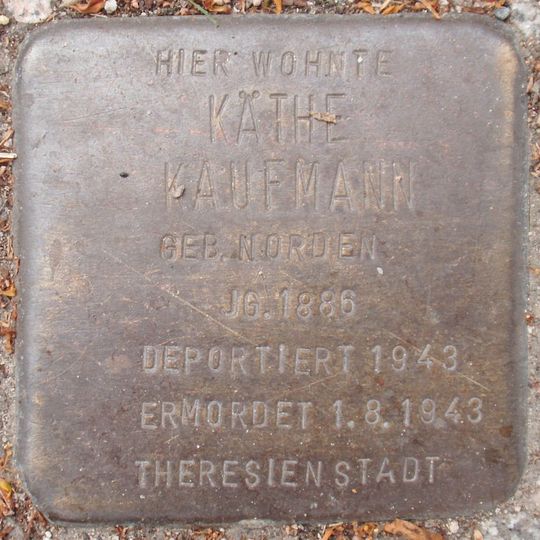 HIER WOHNTE
KÄTHE
KAUFMANN
GEB. NORDEN
JG. 1886
DEPORTIERT 1943
ERMORDET 1.8.1943
THERESIENSTADT